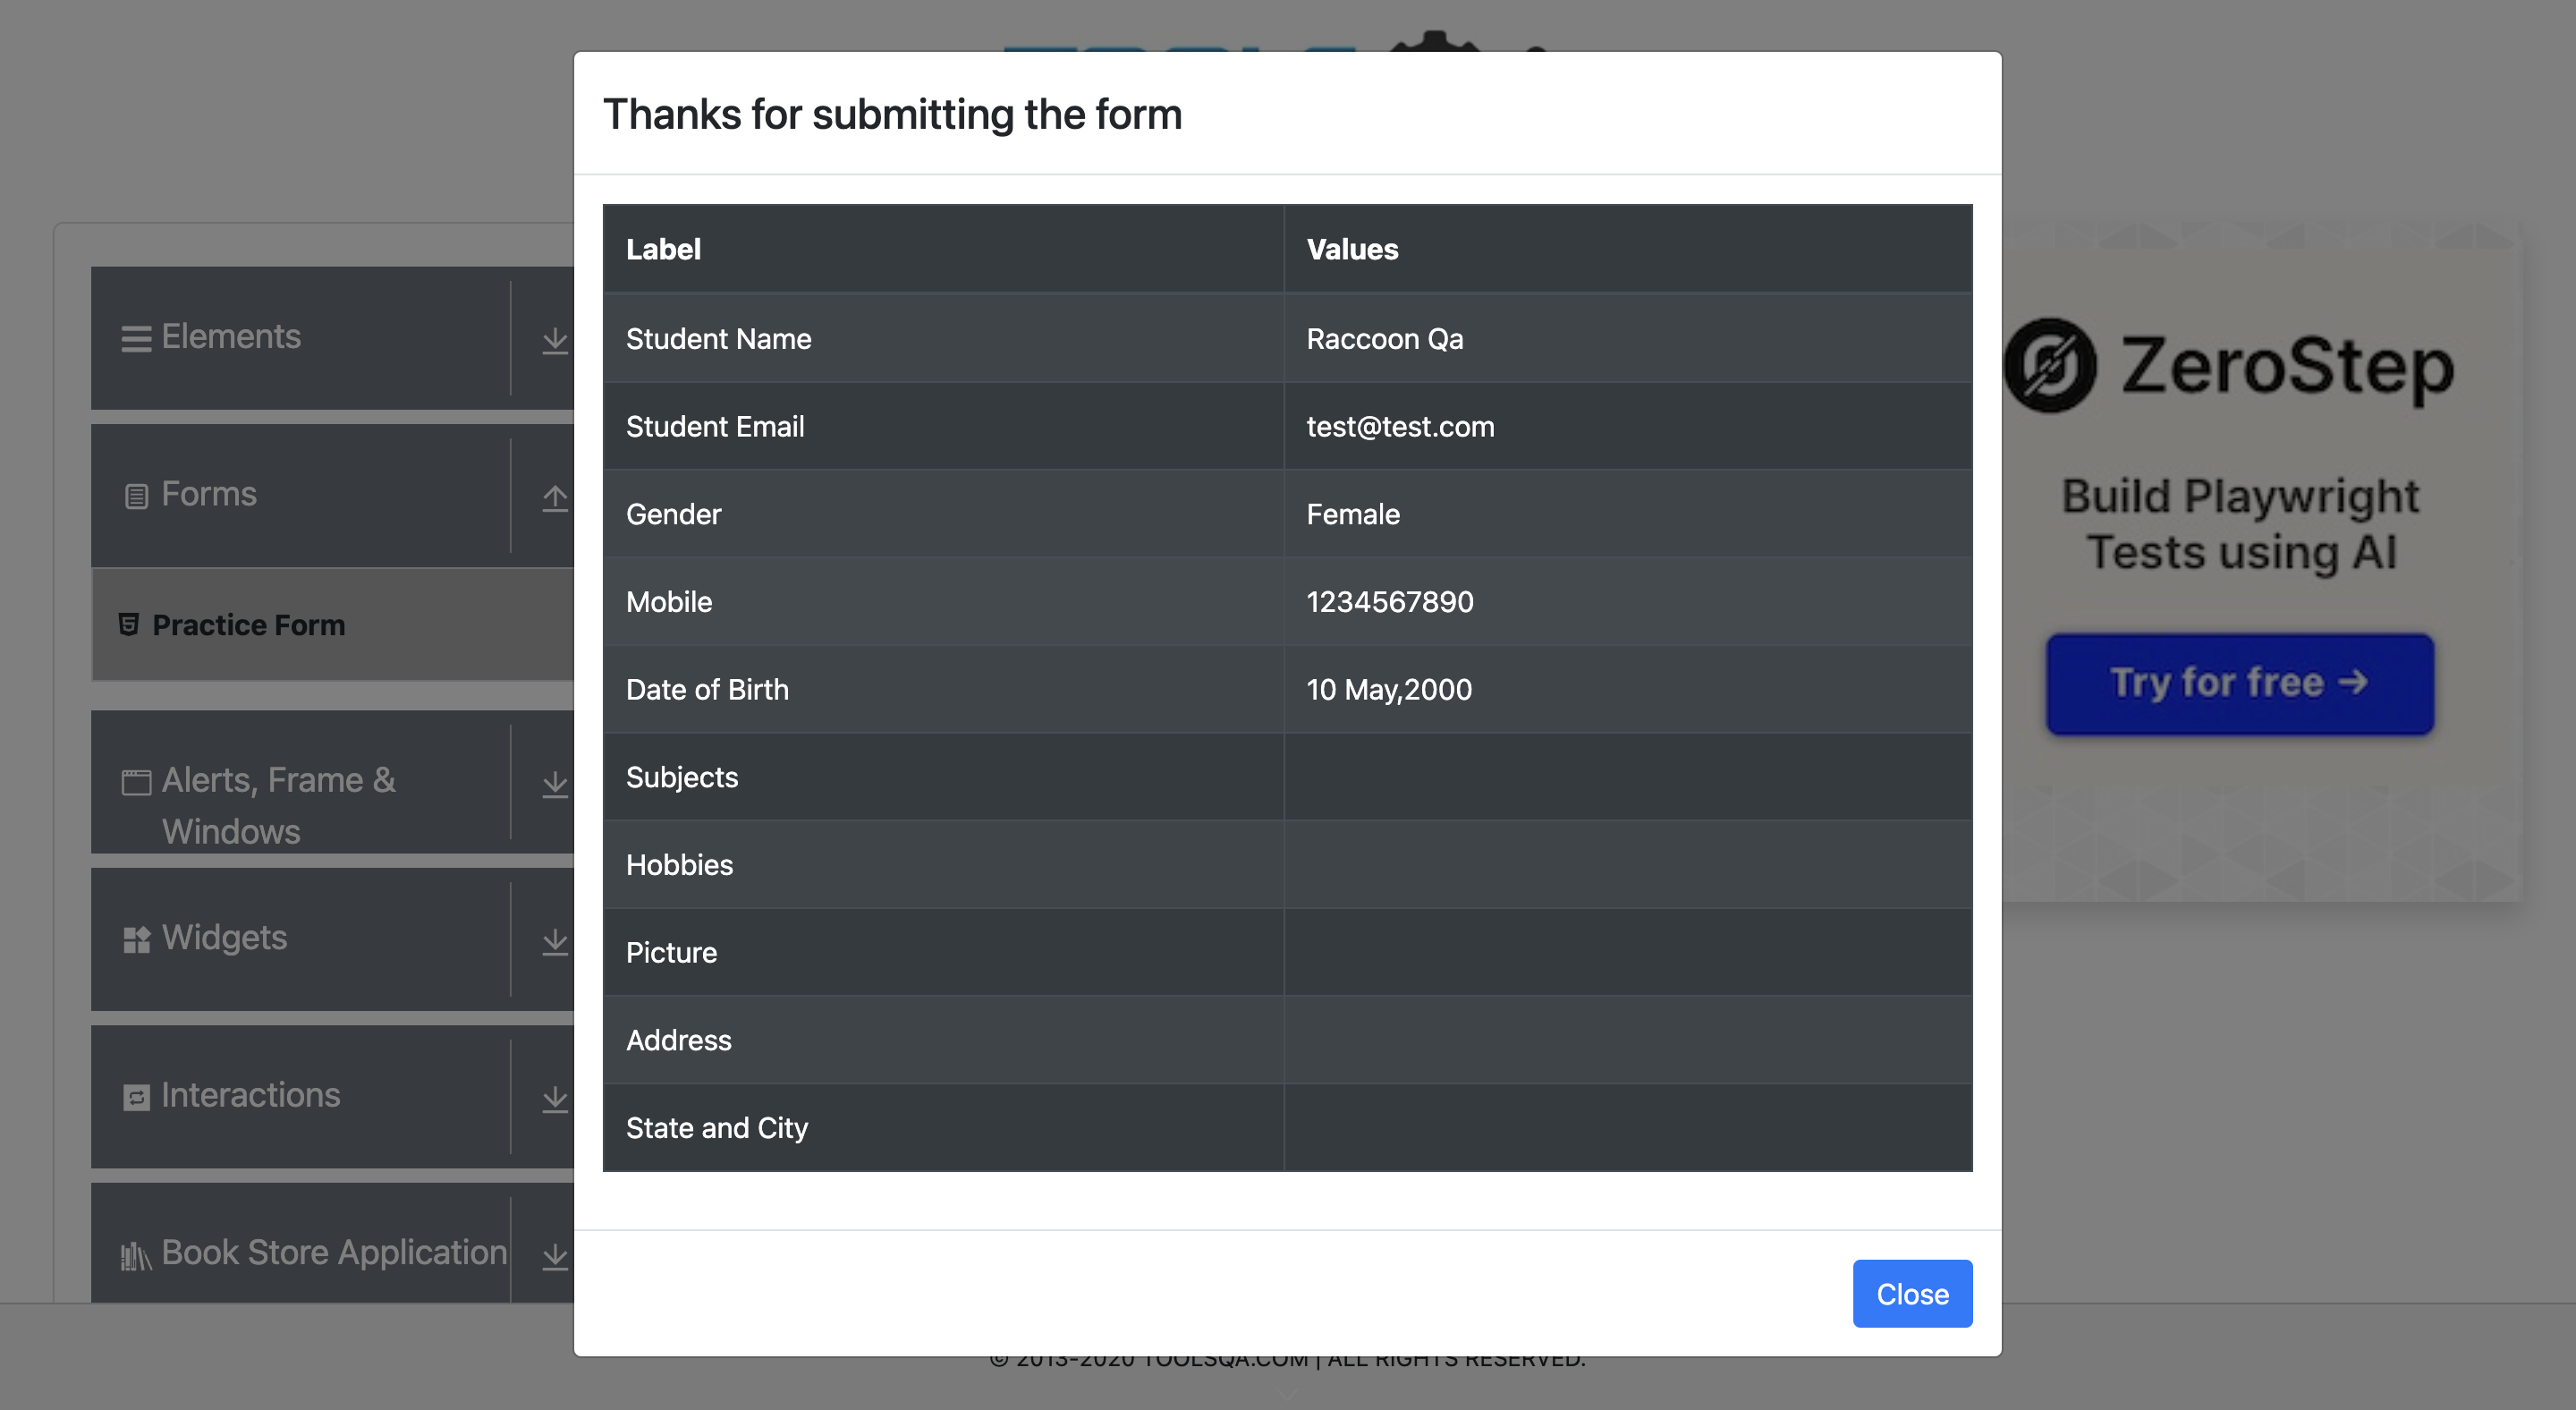 Thanks for submitting the form
Label Values
Student Name Raccoon Qa
Student Email test@test.com
Gender Female
Mobile 1234567890
Date of Birth 10 May,2000
Subjects
Hobbies
Picture
Address
State and City
Close
Elements
Forms
Practice Form
Alerts, Frame &
Windows
Widgets
Interactions
Book Store Application
ZeroStep
Build Playwright
Tests using AI
Try for free →
© 2013-2020 TOOLSQA.COM | ALL RIGHTS RESERVED.